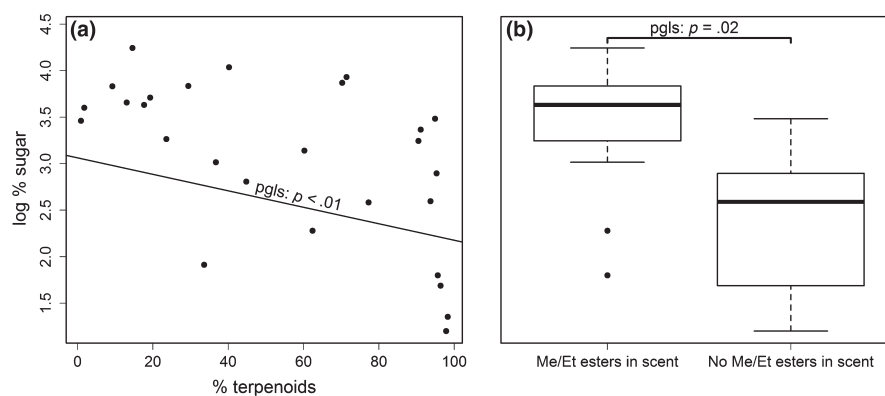 (a)
pgls: p < .01
log % sugar
4.5
4.0
3.5
3.0
2.5
2.0
1.5
0 20 40 60 80 100
% terpenoids
(b)
pgls: p = .02
Me/Et esters in scent No Me/Et esters in scent